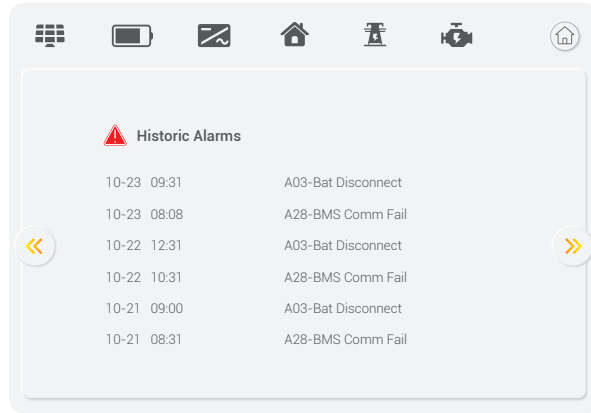 Historic Alarms
10-23 09:31 A03-Bat Disconnect
10-23 08:08 A28-BMS Comm Fail
10-22 12:31 A03-Bat Disconnect
10-22 10:31 A28-BMS Comm Fail
10-21 09:00 A03-Bat Disconnect
10-21 08:31 A28-BMS Comm Fail